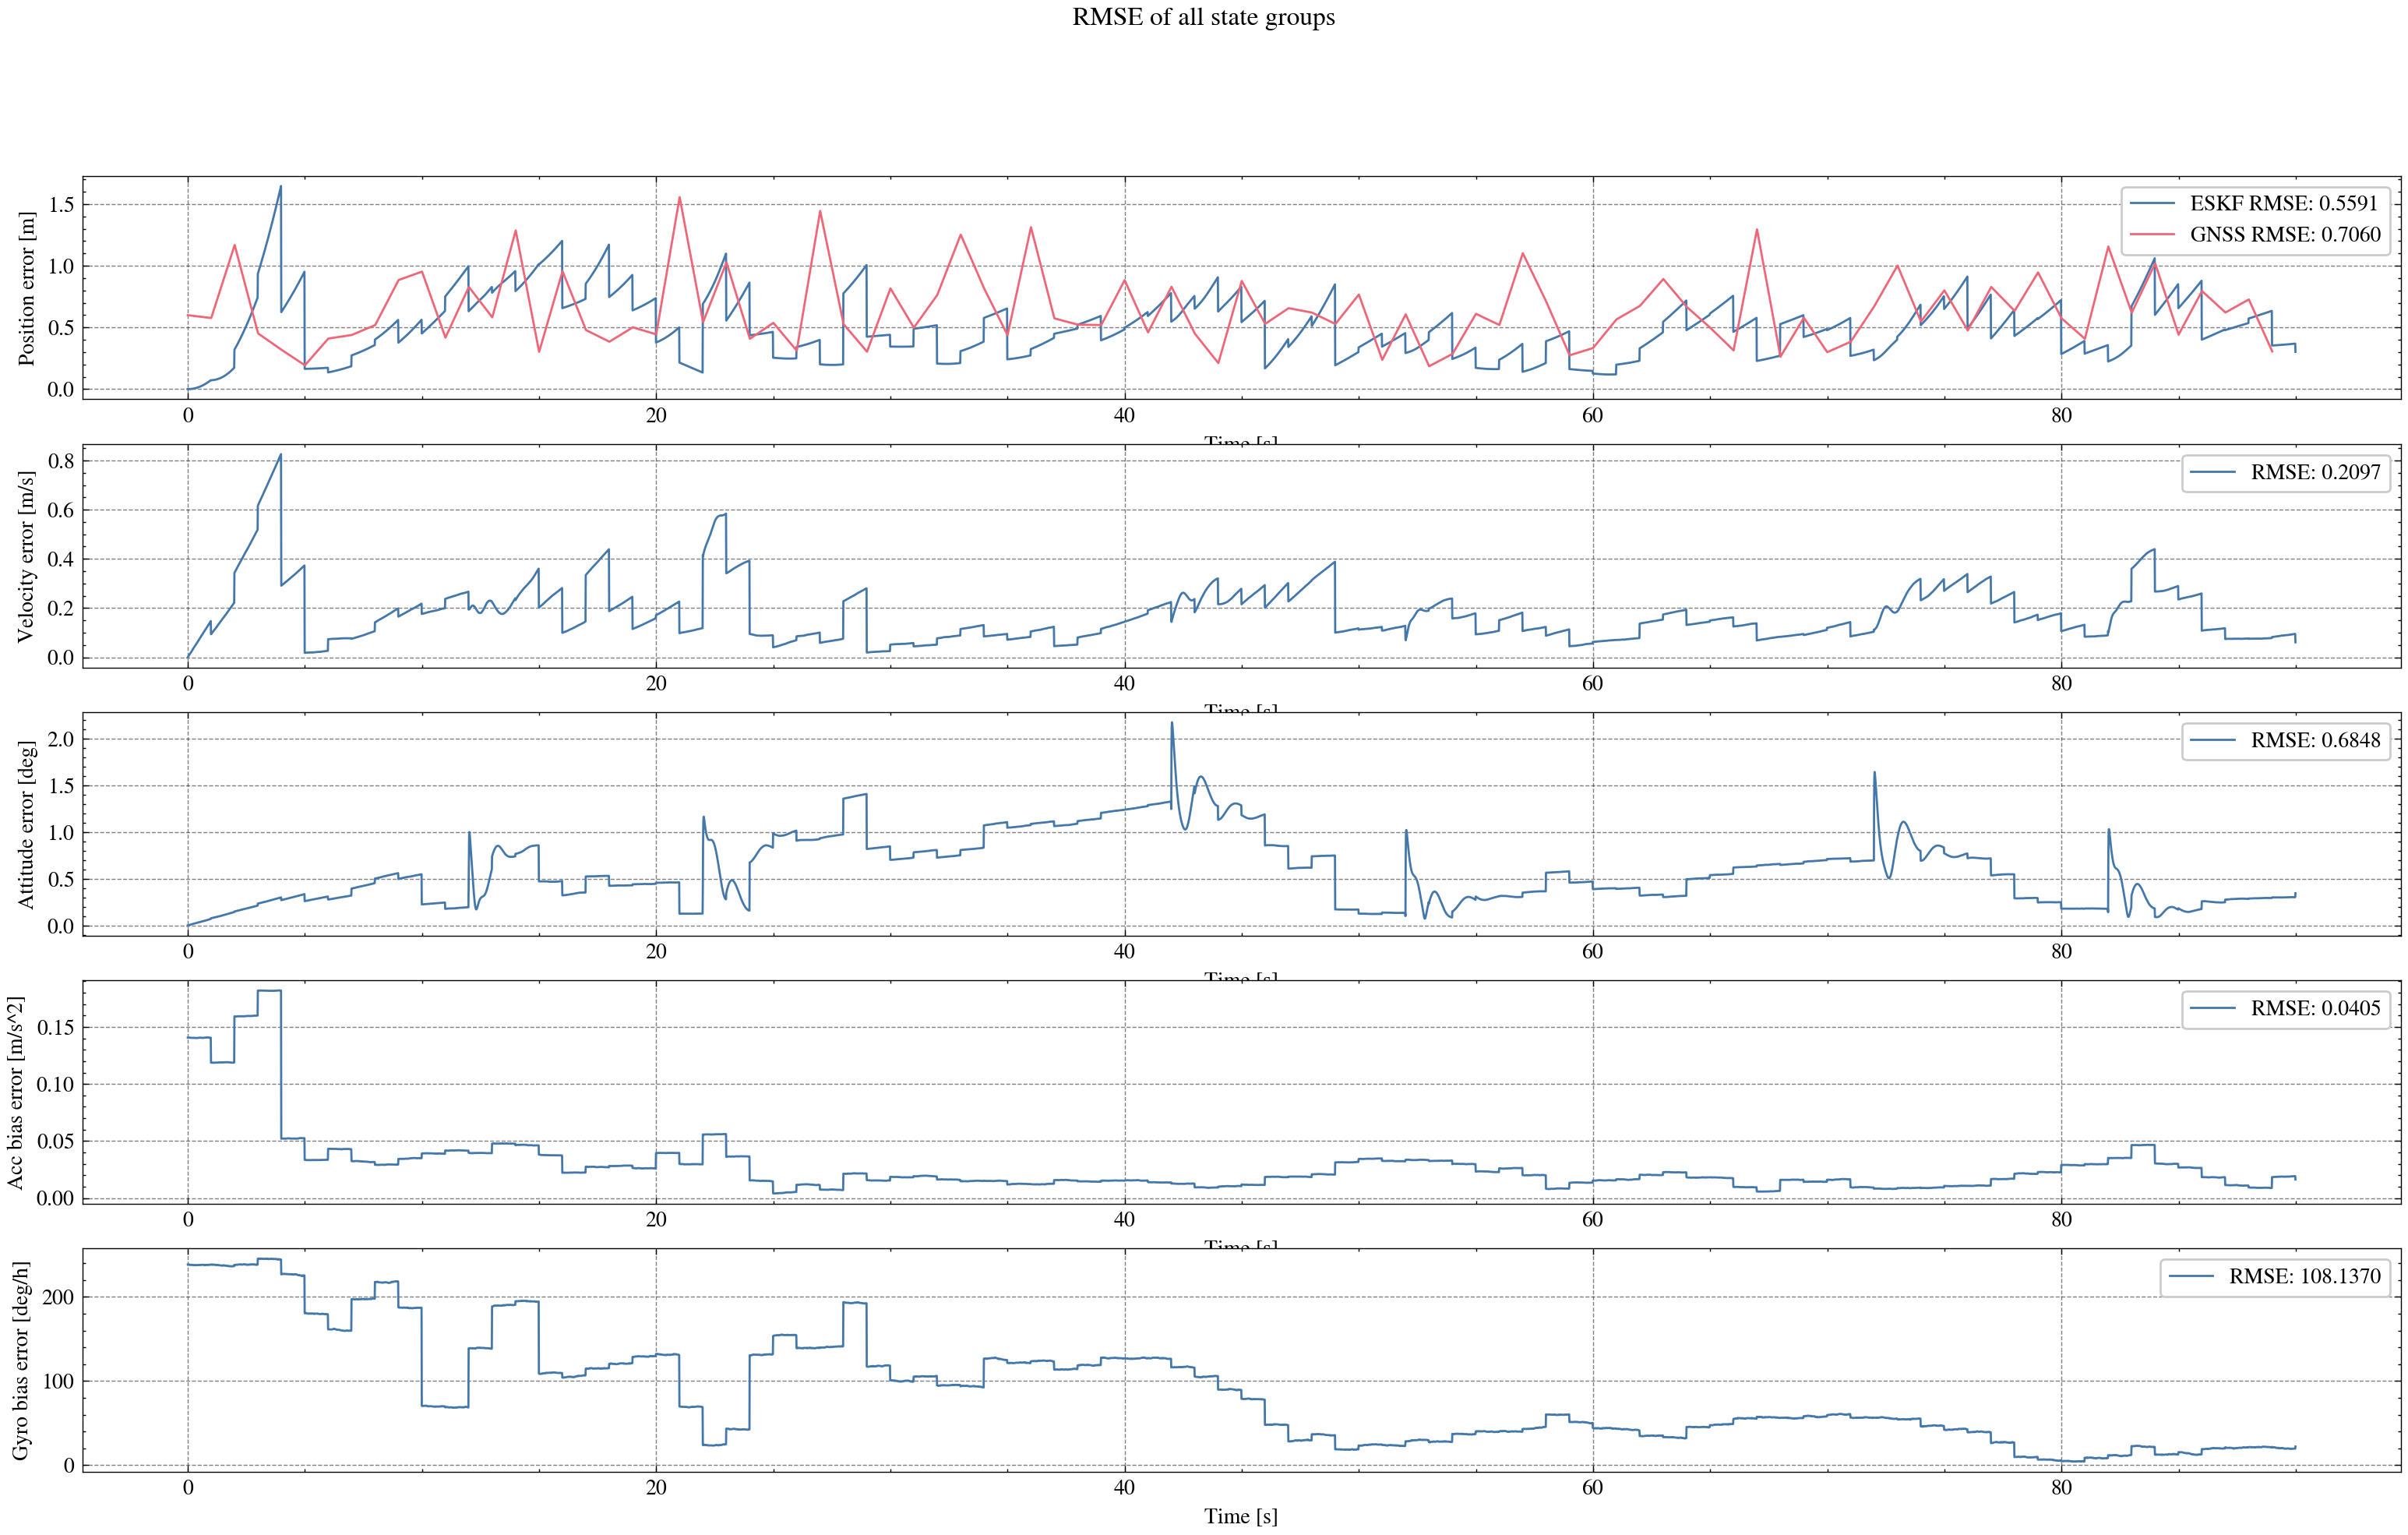 RMSE of all state groups
Position error [m]
1.5
1.0
0.5
0.0
ESKF RMSE: 0.5591
GNSS RMSE: 0.7060
0 20 40 60 80
Time [s]
Velocity error [m/s]
0.8
0.6
0.4
0.2
0.0
RMSE: 0.2097
0 20 40 60 80
Time [s]
Attitude error [deg]
2.0
1.5
1.0
0.5
0.0
RMSE: 0.6848
0 20 40 60 80
Time [s]
Acc bias error [m/s^2]
0.15
0.10
0.05
0.00
RMSE: 0.0405
0 20 40 60 80
Time [s]
Gyro bias error [deg/h]
200
100
0
RMSE: 108.1370
0 20 40 60 80
Time [s]